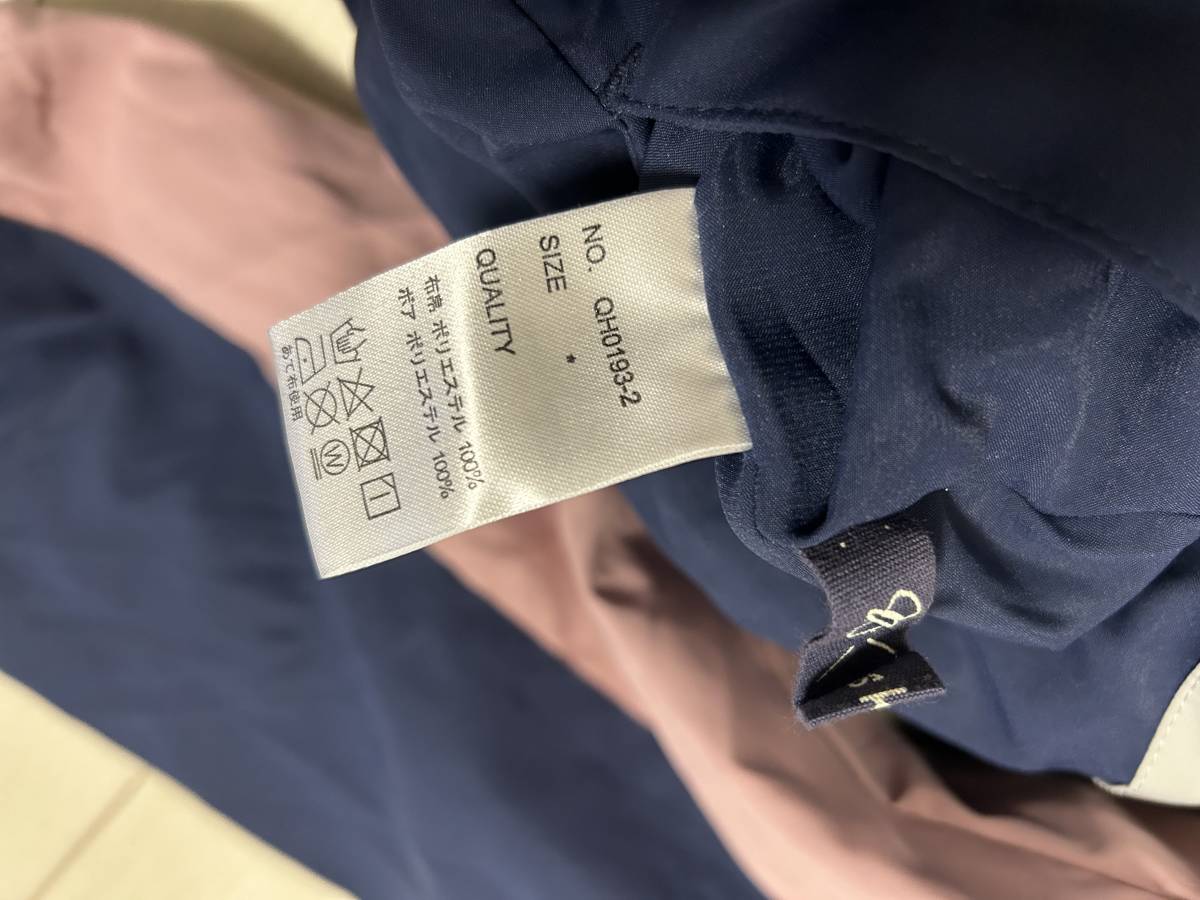 NO. QH0193-2
SIZE *
QUALITY
布帛 ポリエステル 100%
ボア ポリエステル 100%
W
あて布使用